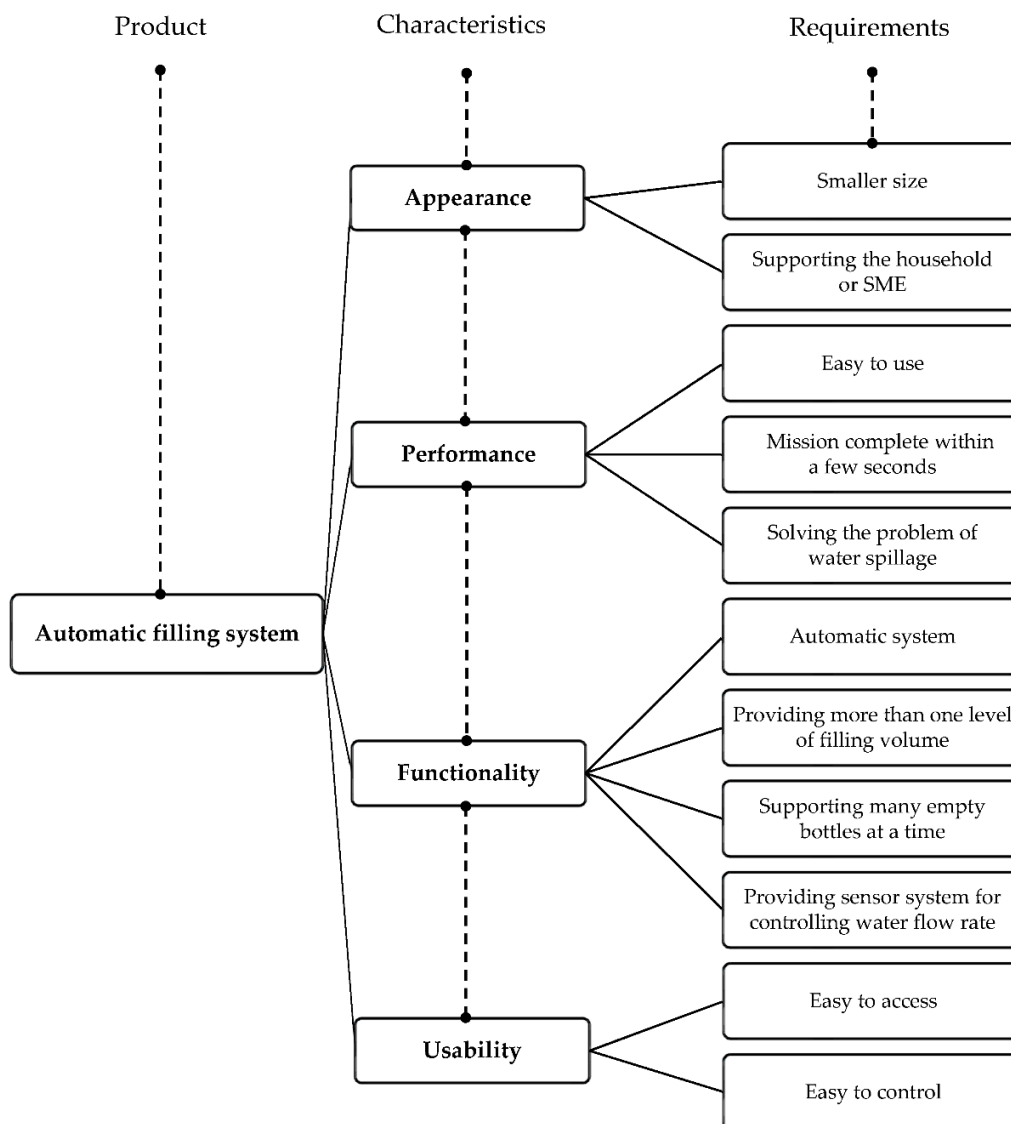 Product
Characteristics
Requirements
Appearance
Smaller size
Supporting the household
or SME
Performance
Easy to use
Mission complete within
a few seconds
Solving the problem of
water spillage
Automatic filling system
Functionality
Automatic system
Providing more than one level
of filling volume
Supporting many empty
bottles at a time
Providing sensor system for
controlling water flow rate
Usability
Easy to access
Easy to control